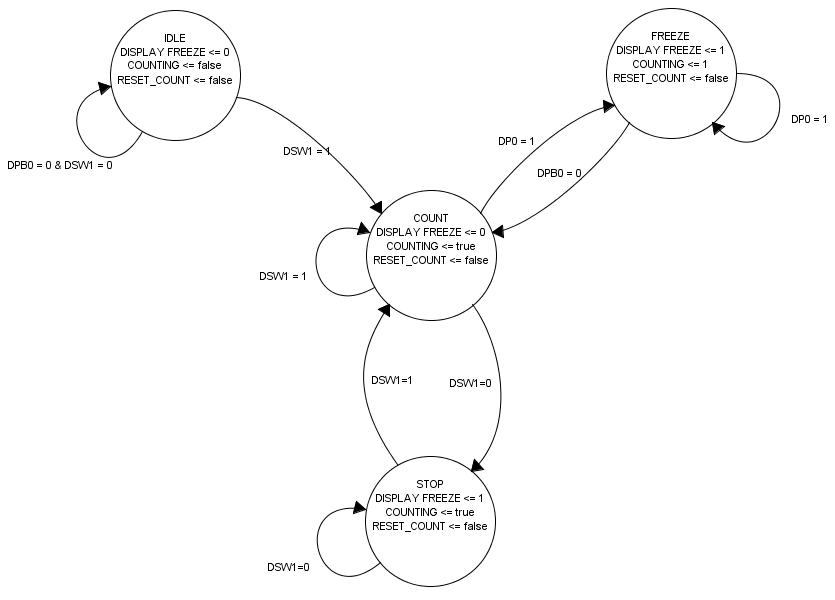 IDLE
DISPLAY FREEZE <= 0
COUNTING <= false
RESET_COUNT <= false
DPB0 = 0 & DSW1 = 0
DSW1 = 1
FREEZE
DISPLAY FREEZE <= 1
COUNTING <= 1
RESET_COUNT <= false
DP0 = 1
DP0 = 1
DPB0 = 0
COUNT
DISPLAY FREEZE <= 0
COUNTING <= true
RESET_COUNT <= false
DSW1 = 1
DSW1=1
DSW1=0
STOP
DISPLAY FREEZE <= 1
COUNTING <= true
RESET_COUNT <= false
DSW1=0